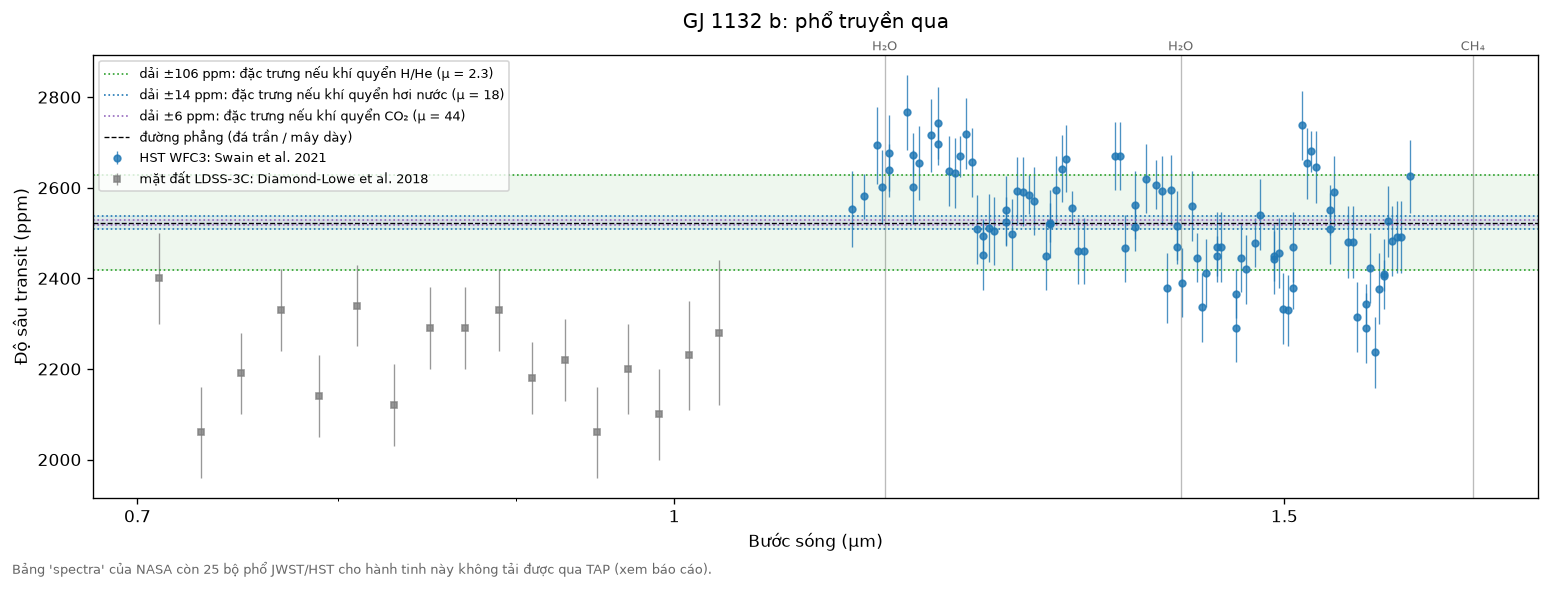 GJ 1132 b: phổ truyền qua
H₂O
H₂O
CH₄
dải ±106 ppm: đặc trưng nếu khí quyển H/He (μ = 2.3)
dải ±14 ppm: đặc trưng nếu khí quyển hơi nước (μ = 18)
dải ±6 ppm: đặc trưng nếu khí quyển CO₂ (μ = 44)
đường phẳng (đá trần / mây dày)
HST WFC3: Swain et al. 2021
mặt đất LDSS-3C: Diamond-Lowe et al. 2018
Độ sâu transit (ppm)
2800
2600
2400
2200
2000
0.7
1
1.5
Bước sóng (μm)
Bảng 'spectra' của NASA còn 25 bộ phổ JWST/HST cho hành tinh này không tải được qua TAP (xem báo cáo).